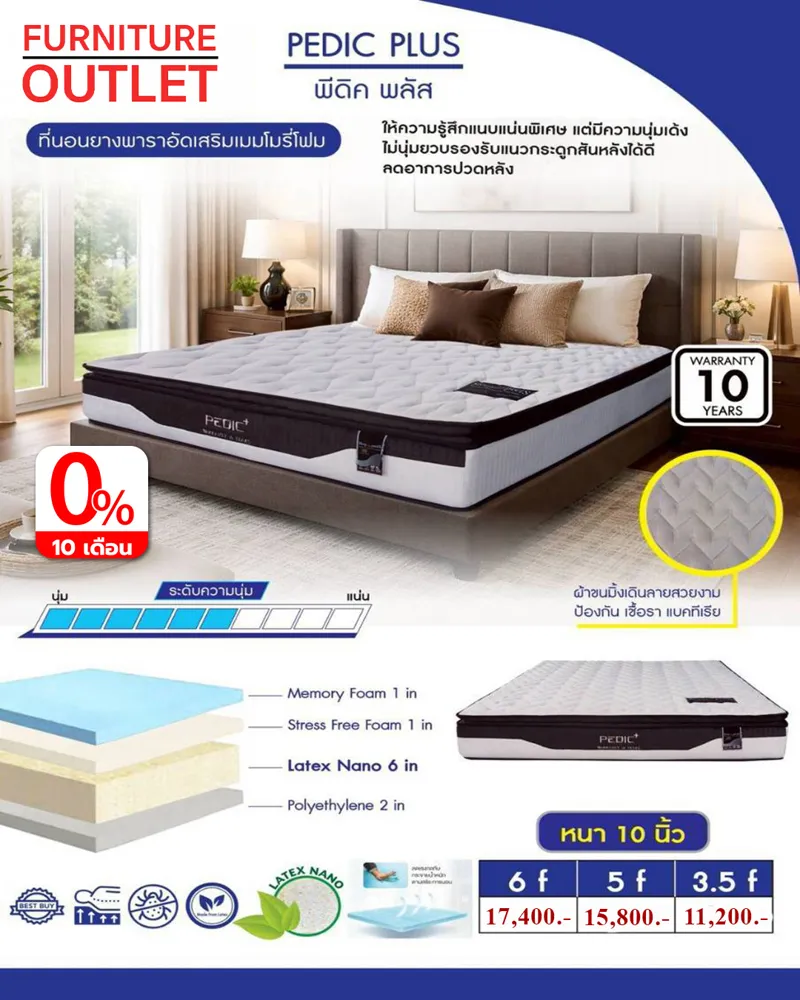 FURNITURE
OUTLET
PEDIC PLUS
พีดิค พลัส
ที่นอนยางพาราอัดเสริมเมมโมรี่โฟม
ให้ความรู้สึกแนบแน่นพิเศษ แต่มีความนุ่มเด้ง
ไม่นุ่มยวบรองรับแนวกระดูกสันหลังได้ดี
ลดอาการปวดหลัง
WARRANTY
10
YEARS
PEDIC+
0%
10 เดือน
นุ่ม
ระดับความนุ่ม
แน่น
ผ้าขนมิ้งเดินลายสวยงาม
ป้องกัน เชื้อรา แบคทีเรีย
Memory Foam 1 in
Stress Free Foam 1 in
Latex Nano 6 in
Polyethylene 2 in
PEDIC+
หนา 10 นิ้ว
BEST BUY
Made from Latex
LATEX NANO
6 f
5 f
3.5 f
17,400.-
15,800.-
11,200.-